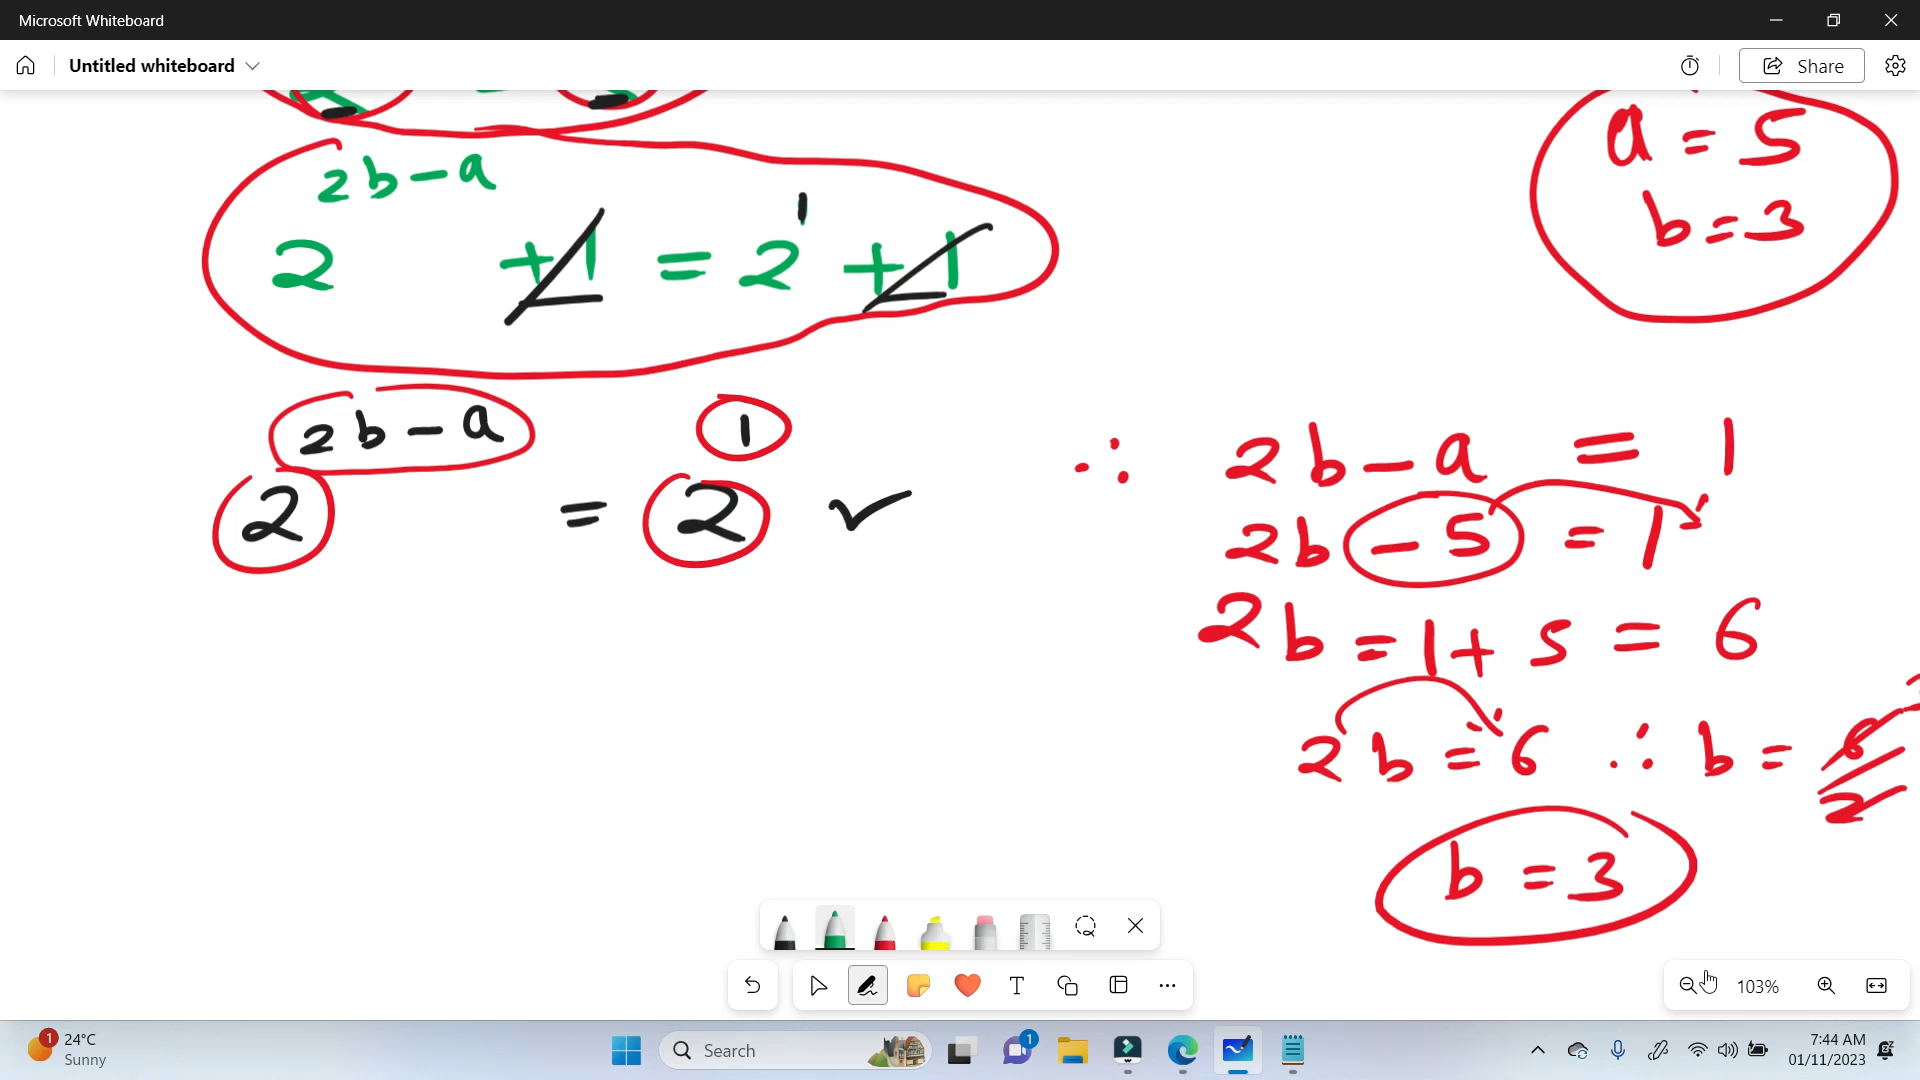 Microsoft Whiteboard
Untitled whiteboard
Share
a = 5
b = 3
2b - a
2 + 1 = 2 1 + 1
2b - a 1
2 = 2 ✓
∴ 2b - a = 1
2b - 5 = 1
2b = 1 + 5 = 6
2b = 6 ∴ b = 6/2
b = 3
103%
1
24°C
Sunny
Search
1
7:44 AM
01/11/2023